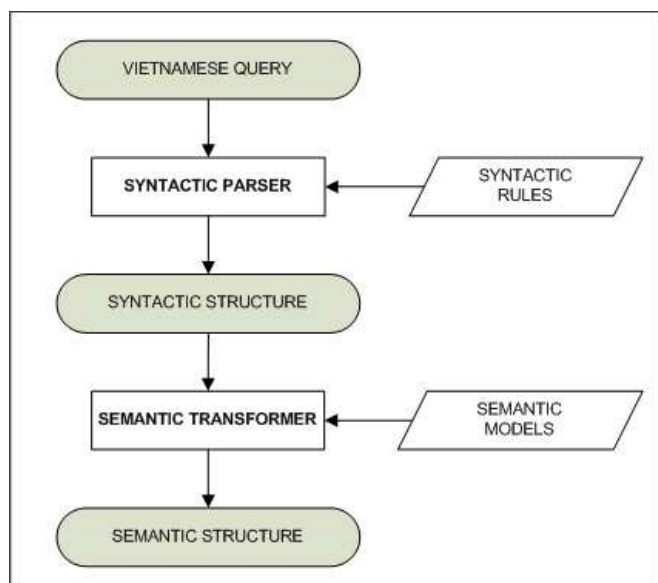 VIETNAMESE QUERY
SYNTACTIC PARSER
SYNTACTIC
RULES
SYNTACTIC STRUCTURE
SEMANTIC TRANSFORMER
SEMANTIC
MODELS
SEMANTIC STRUCTURE